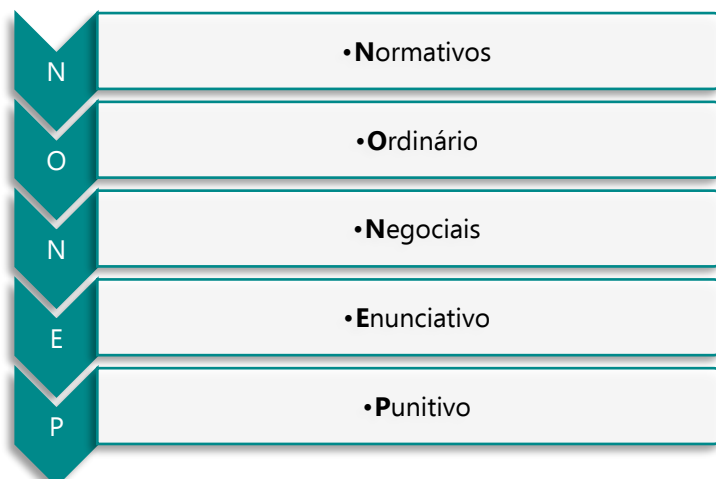 N
•Normativos
O
•Ordinário
N
•Negociais
E
•Enunciativo
P
•Punitivo